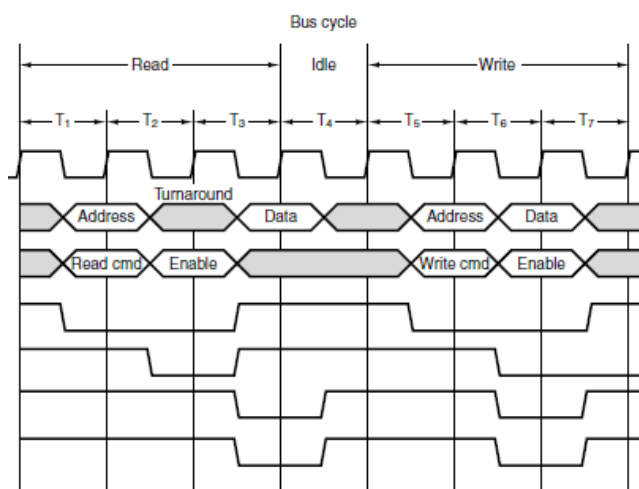 Bus cycle
Read Idle Write
T₁ T₂ T₃ T₄ T₅ T₆ T₇
Turnaround
Address Data Address Data
Read cmd Enable Write cmd Enable